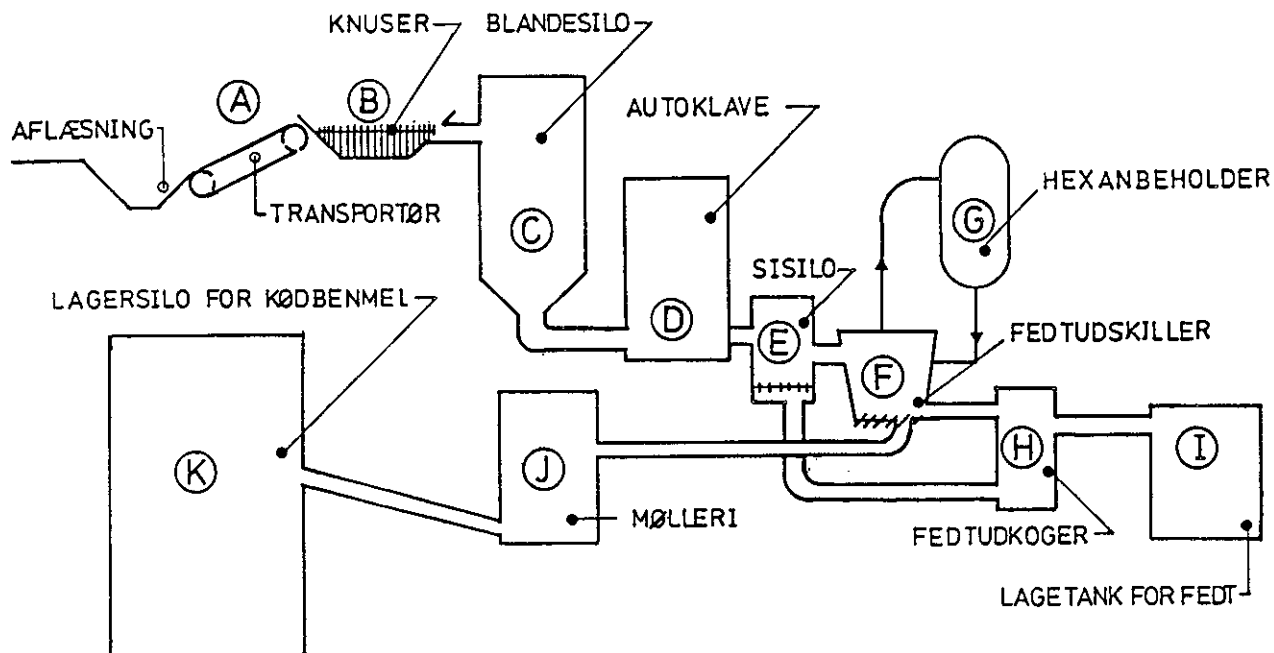 KNUSER
BLANDESILO
A
B
AUTOKLAVE
AFLÆSNING
HEXANBEHOLDER
TRANSPORTØR
C
G
SISILO
LAGERSILO FOR KØDBENMEL
D
E
FEDTUDSKILLER
F
K
J
H
I
MØLLERI
FEDTUDKOGER
LAGETANK FOR FEDT